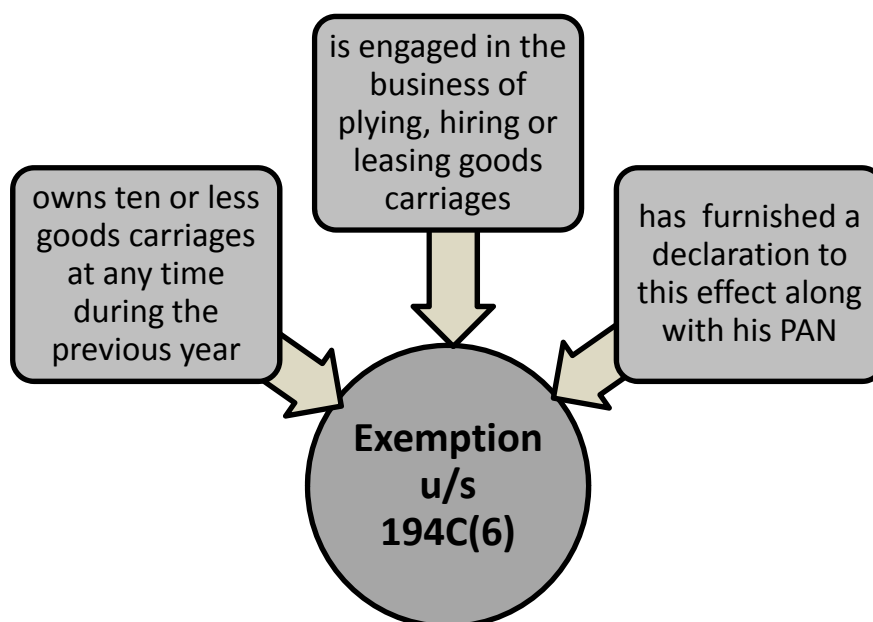 is engaged in the
business of
plying, hiring or
leasing goods
carriages
owns ten or less
goods carriages
at any time
during the
previous year
has furnished a
declaration to
this effect along
with his PAN
Exemption
u/s
194C(6)